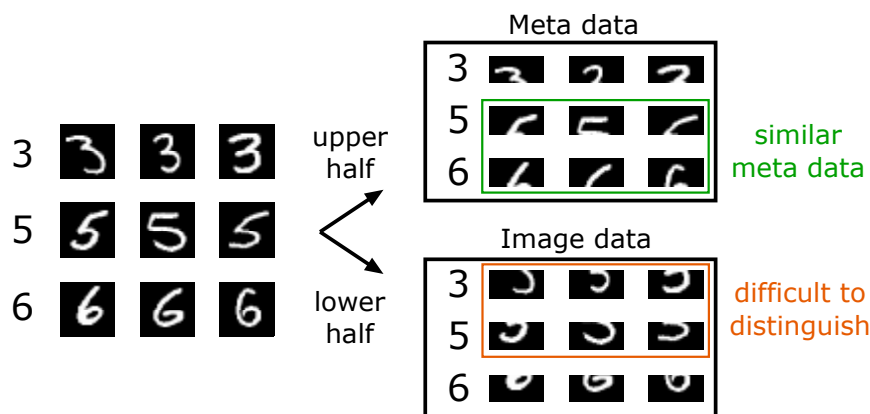 Meta data
3
5
6
similar
meta data
3
5
6
upper
half
lower
half
Image data
3
5
6
difficult to
distinguish